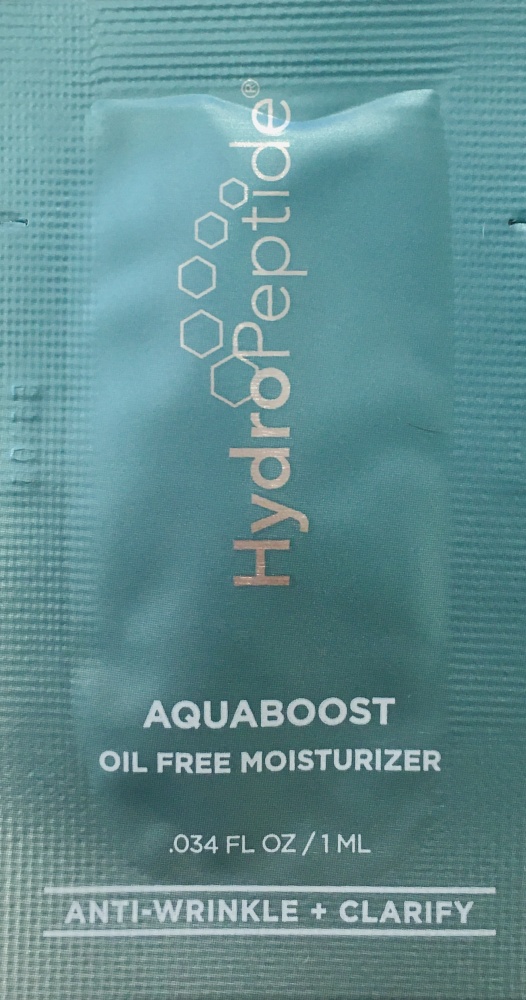 HydroPeptide®
AQUABOOST
OIL FREE MOISTURIZER
.034 FL OZ / 1 ML
ANTI-WRINKLE + CLARIFY